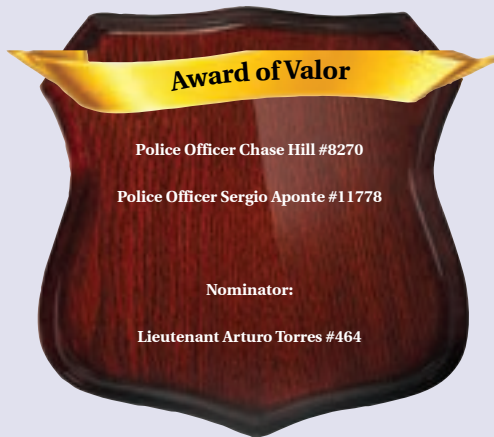 Award of Valor
Police Officer Chase Hill #8270
Police Officer Sergio Aponte #11778
Nominator:
Lieutenant Arturo Torres #464